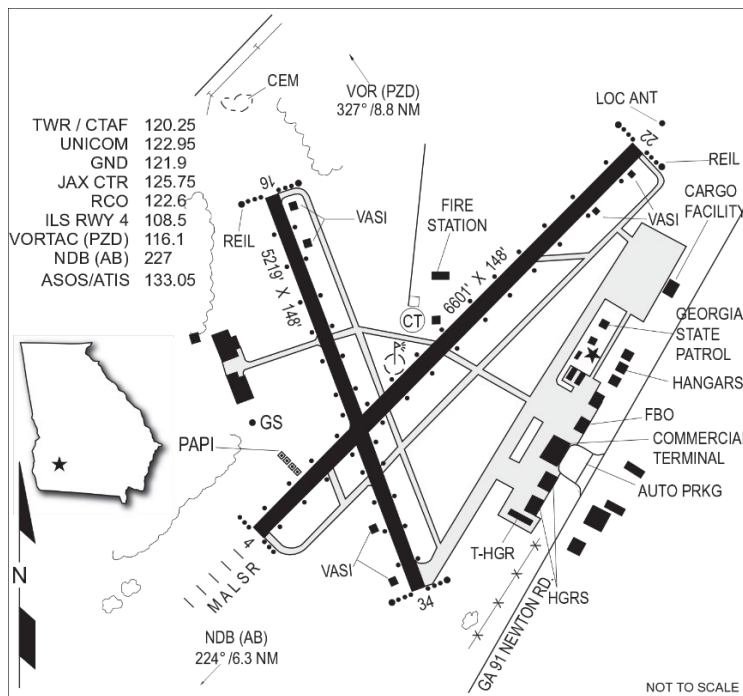 CEM
VOR (PZD)
327° /8.8 NM
LOC ANT
22
REIL
TWR / CTAF 120.25
UNICOM 122.95
GND 121.9
JAX CTR 125.75
RCO 122.6
ILS RWY 4 108.5
VORTAC (PZD) 116.1
NDB (AB) 227
ASOS/ATIS 133.05
16
REIL
VASI
FIRE
STATION
VASI
CARGO
FACILITY
5219' X 148'
6601' X 148'
CT
GEORGIA
STATE
PATROL
HANGARS
FBO
COMMERCIAL
TERMINAL
AUTO PRKG
GS
PAPI
4
MALSR
VASI
34
T-HGR
HGRS
GA 91 NEWTON RD.
N
NDB (AB)
224° /6.3 NM
NOT TO SCALE